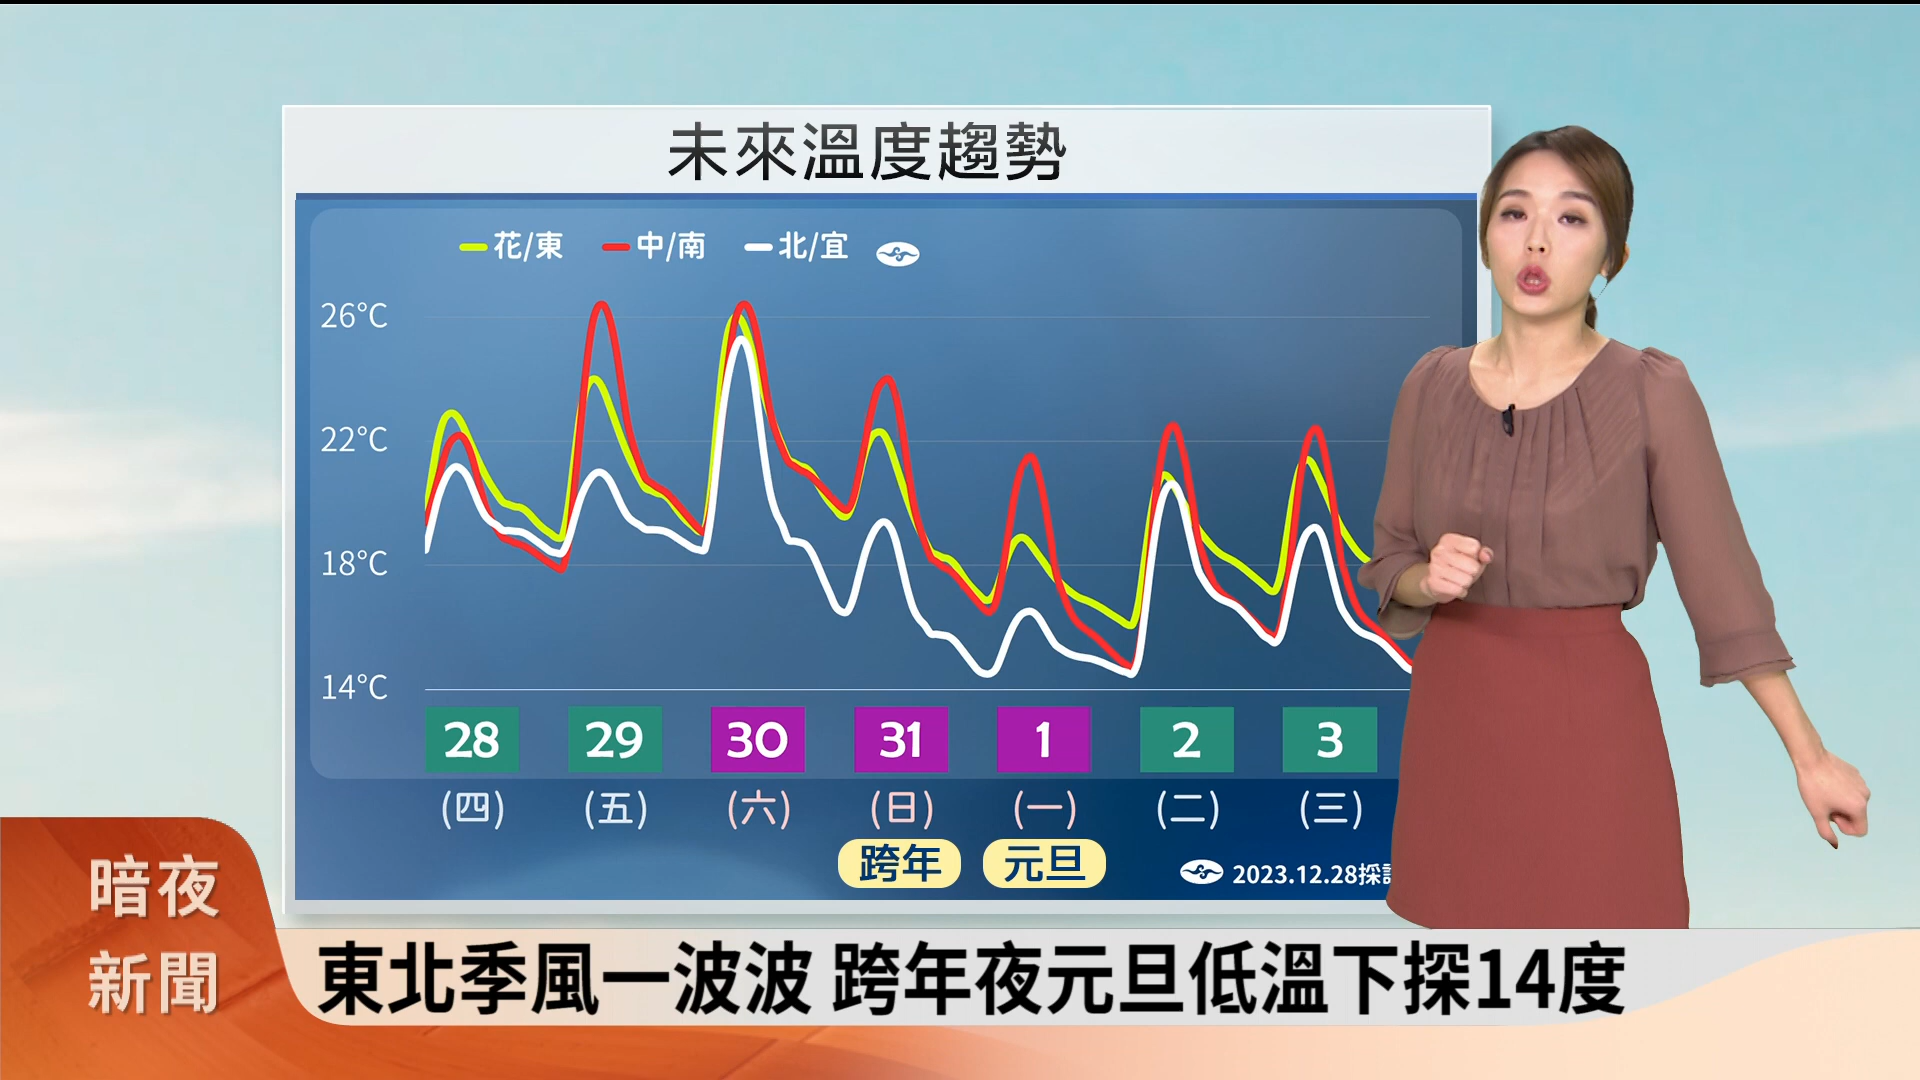 未來溫度趨勢
花/東 中/南 北/宜
26°C
22°C
18°C
14°C
28 29 30 31 1 2 3
(四) (五) (六) (日) (一) (二) (三)
跨年 元旦
2023.12.28採
暗夜
新聞
東北季風一波波 跨年夜元旦低溫下探14度